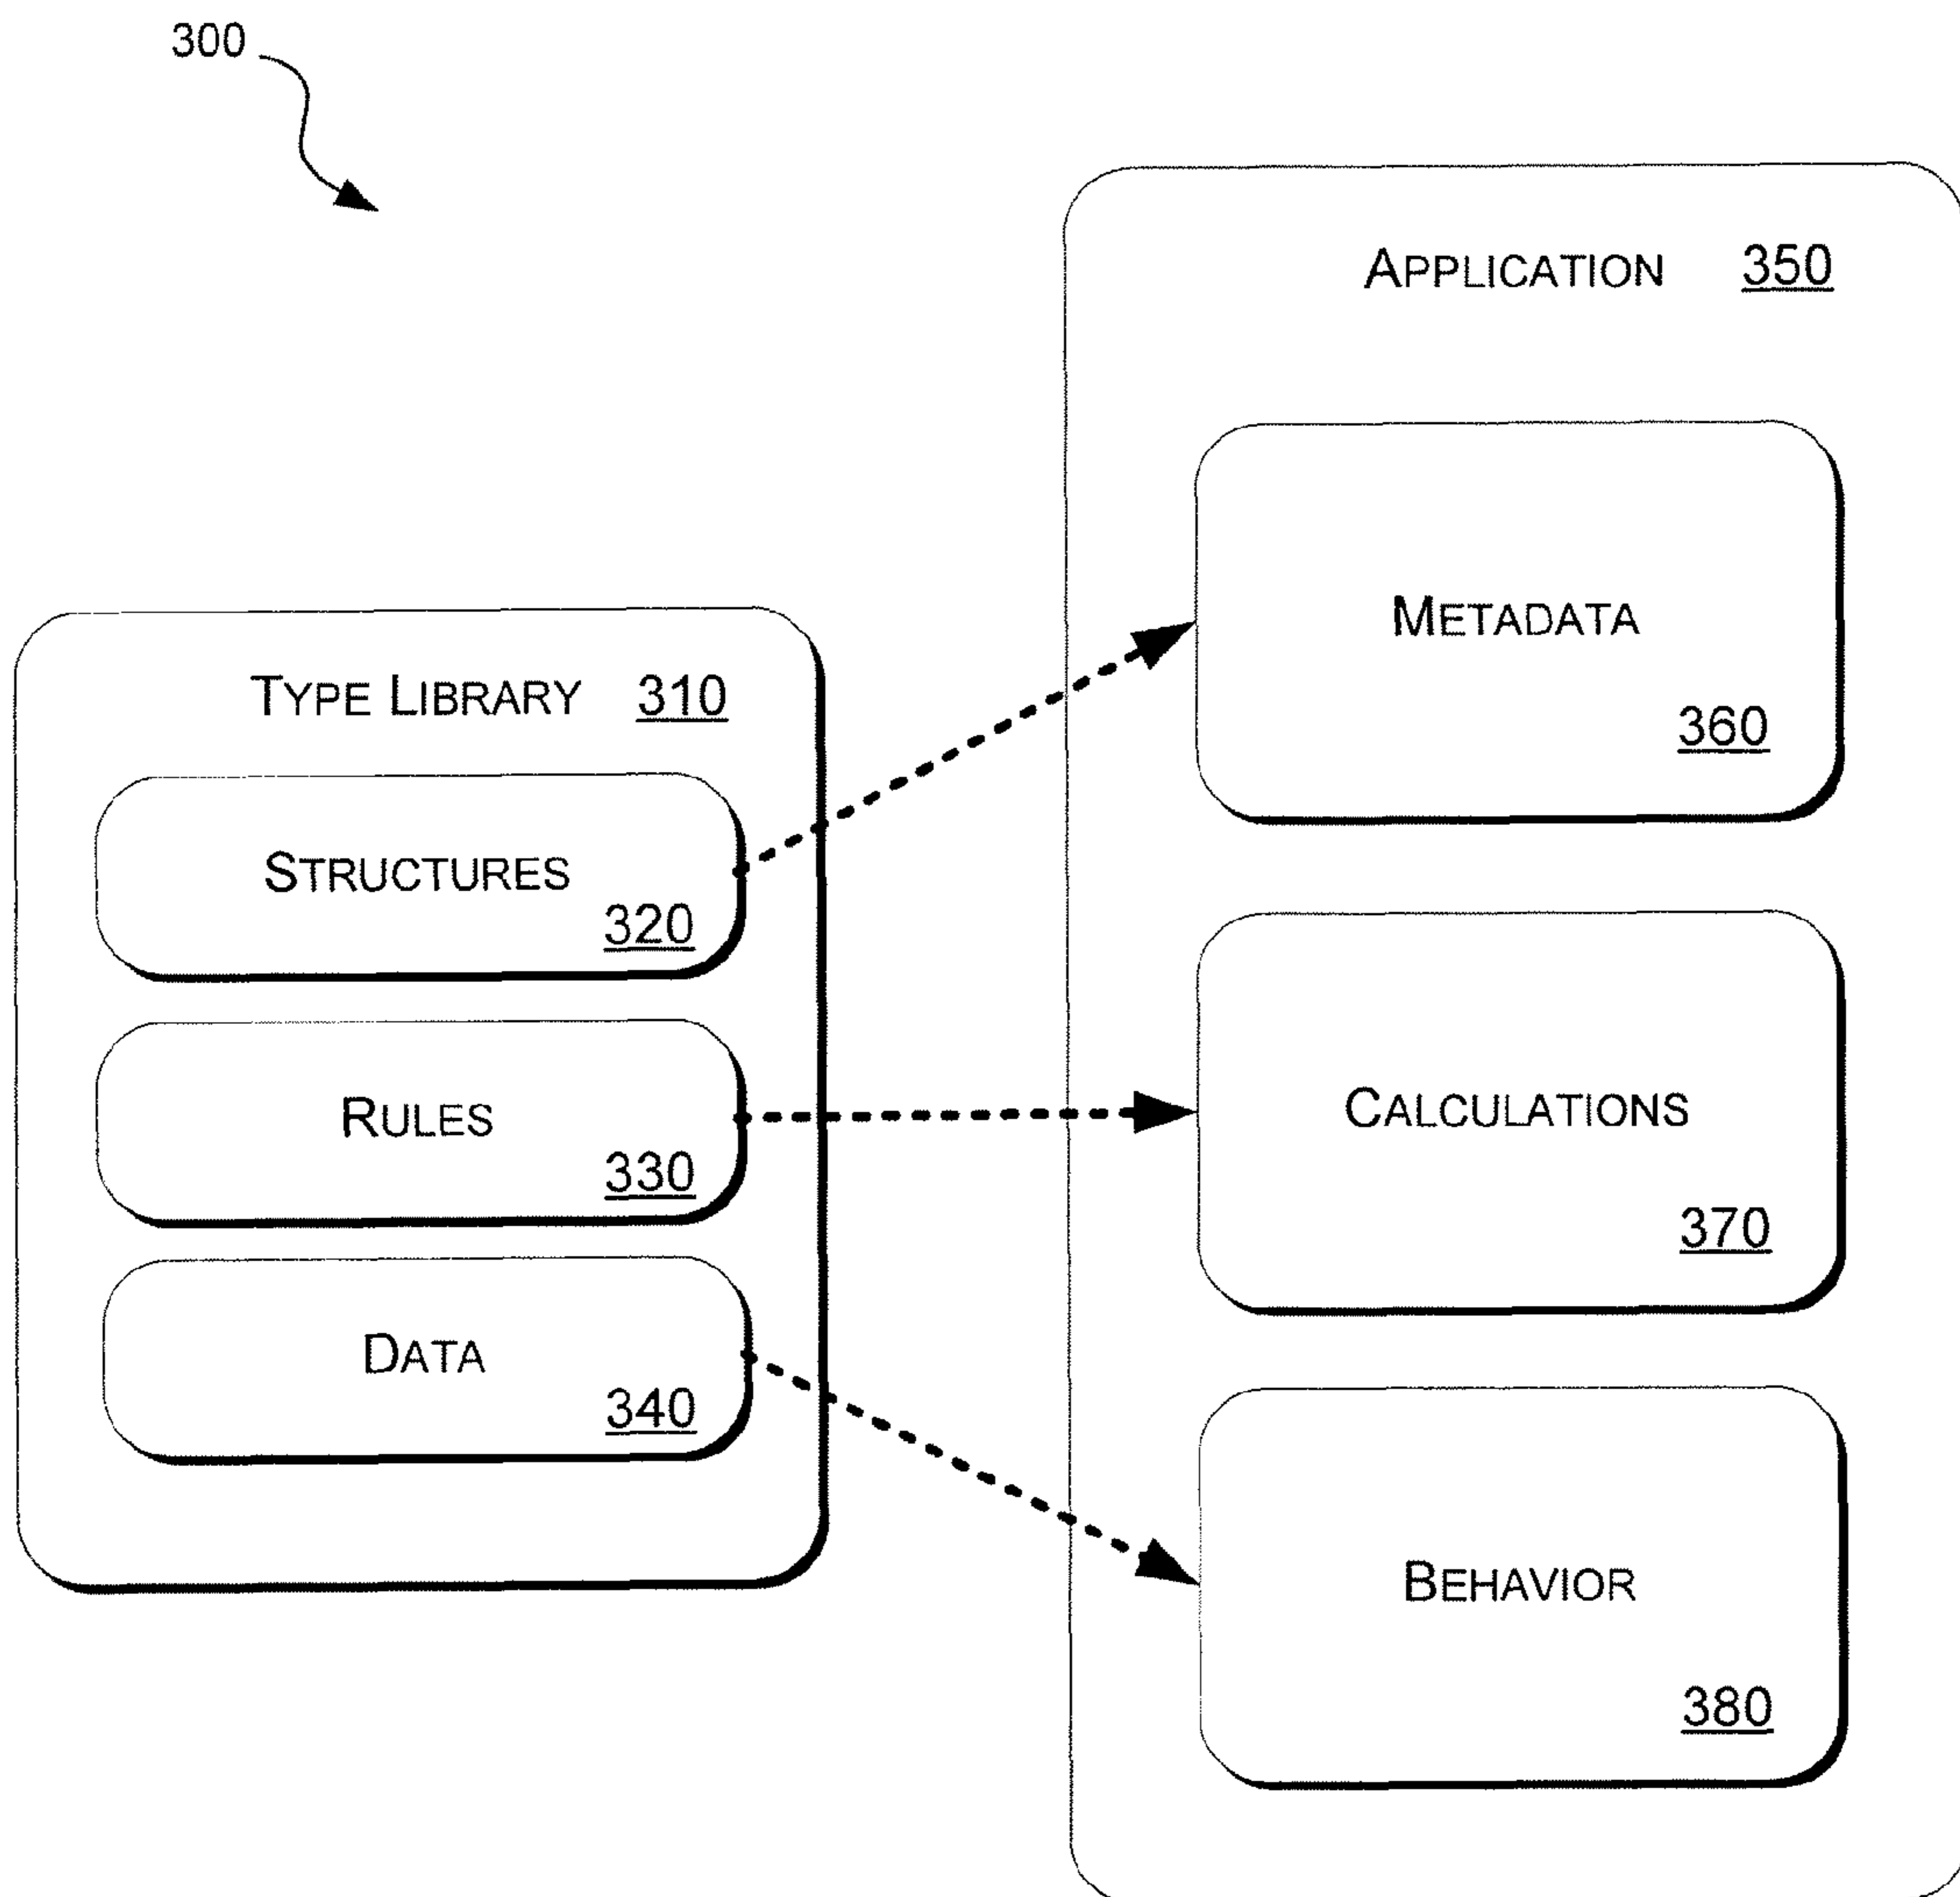 300
APPLICATION 350
METADATA
360
TYPE LIBRARY 310
STRUCTURES
320
RULES
330
DATA
340
CALCULATIONS
370
BEHAVIOR
380